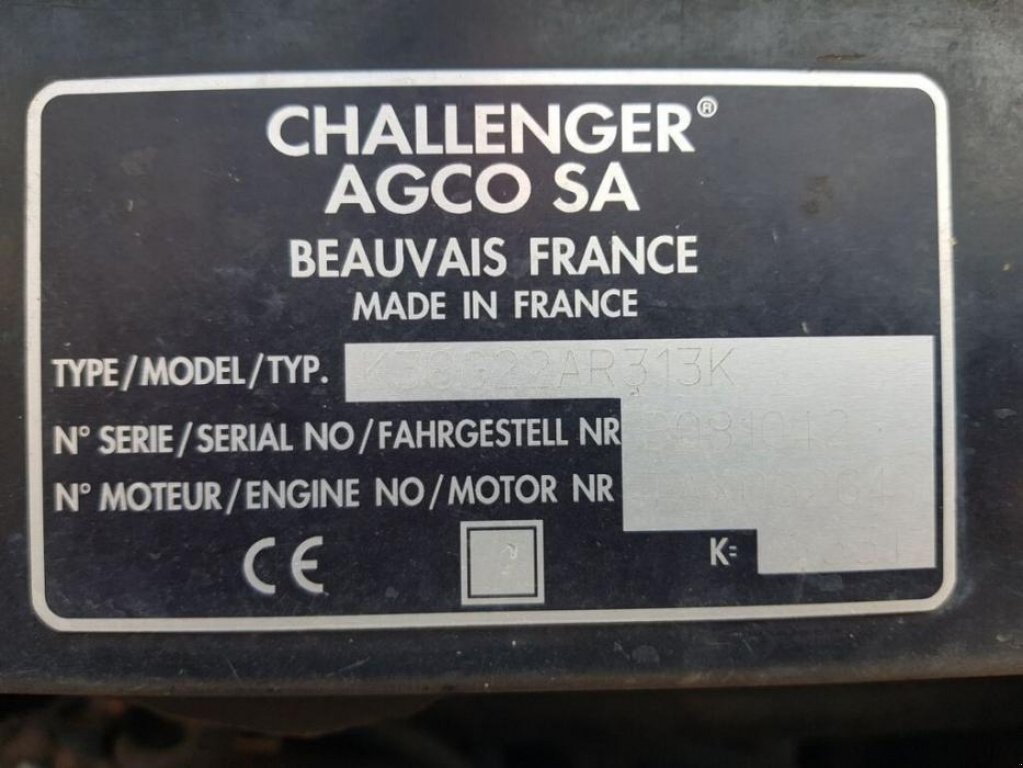 CHALLENGER®
AGCO SA
BEAUVAIS FRANCE
MADE IN FRANCE
TYPE/MODEL/TYP.
N° SERIE/SERIAL NO/FAHRGESTELL NR
N° MOTEUR/ENGINE NO/MOTOR NR
CE 2 K=